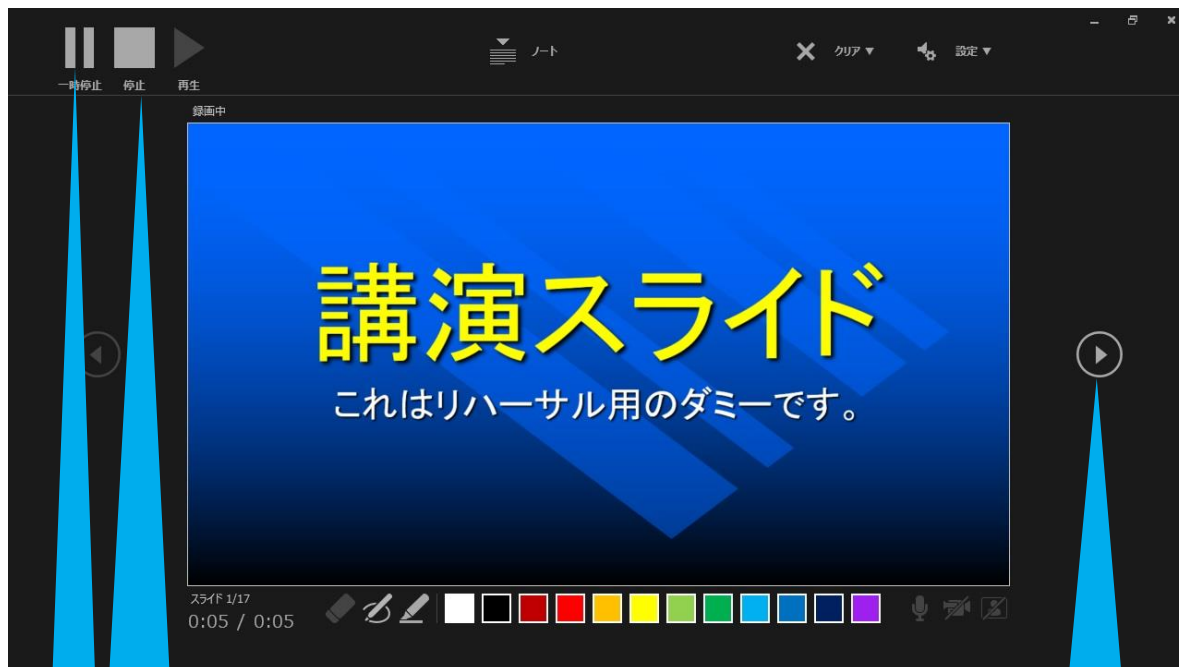 一時停止 停止 再生
ノート
クリア ▼
設定 ▼
録画中
講演スライド
これはリハーサル用のダミーです。
スライド 1/17
0:05 / 0:05